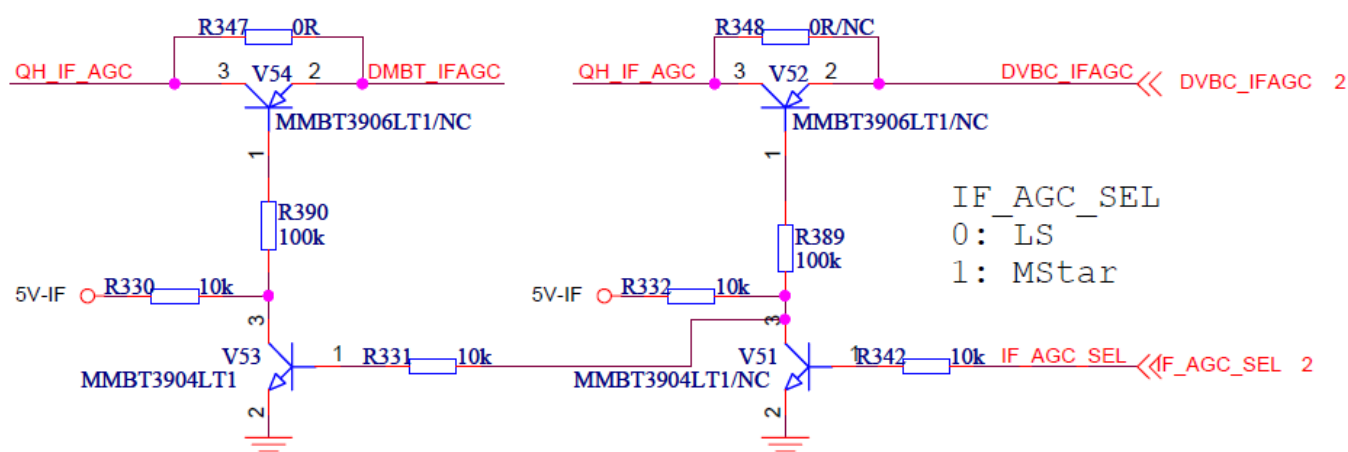 R347 0R
R348 0R/NC
QH_IF_AGC 3 V54 2 DMBT_IFAGC
QH_IF_AGC 3 V52 2 DVBC_IFAGC DVBC_IFAGC 2
MMBT3906LT1/NC
MMBT3906LT1/NC
1
1
IF_AGC_SEL
0: LS
1: MStar
R390
100k
R389
100k
5V-IF R330 10k
5V-IF R332 10k
3
3
V53 1 R331 10k
V51 1 R342 10k IF_AGC_SEL IF_AGC_SEL 2
MMBT3904LT1
MMBT3904LT1/NC
2
2